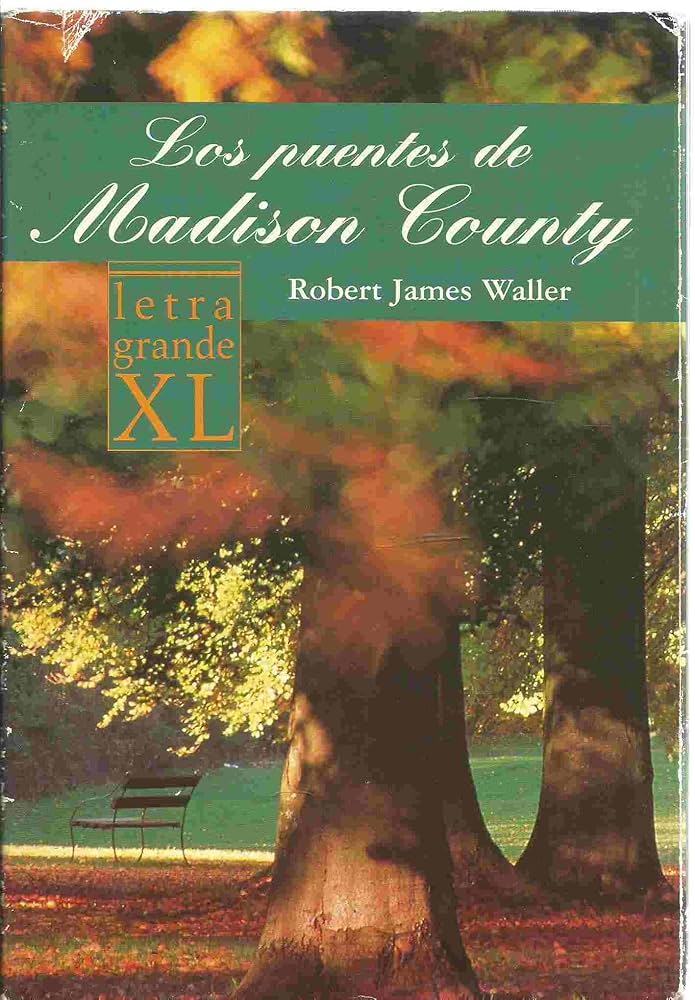 Los puentes de
Madison County
Robert James Waller
letra
grande
XL